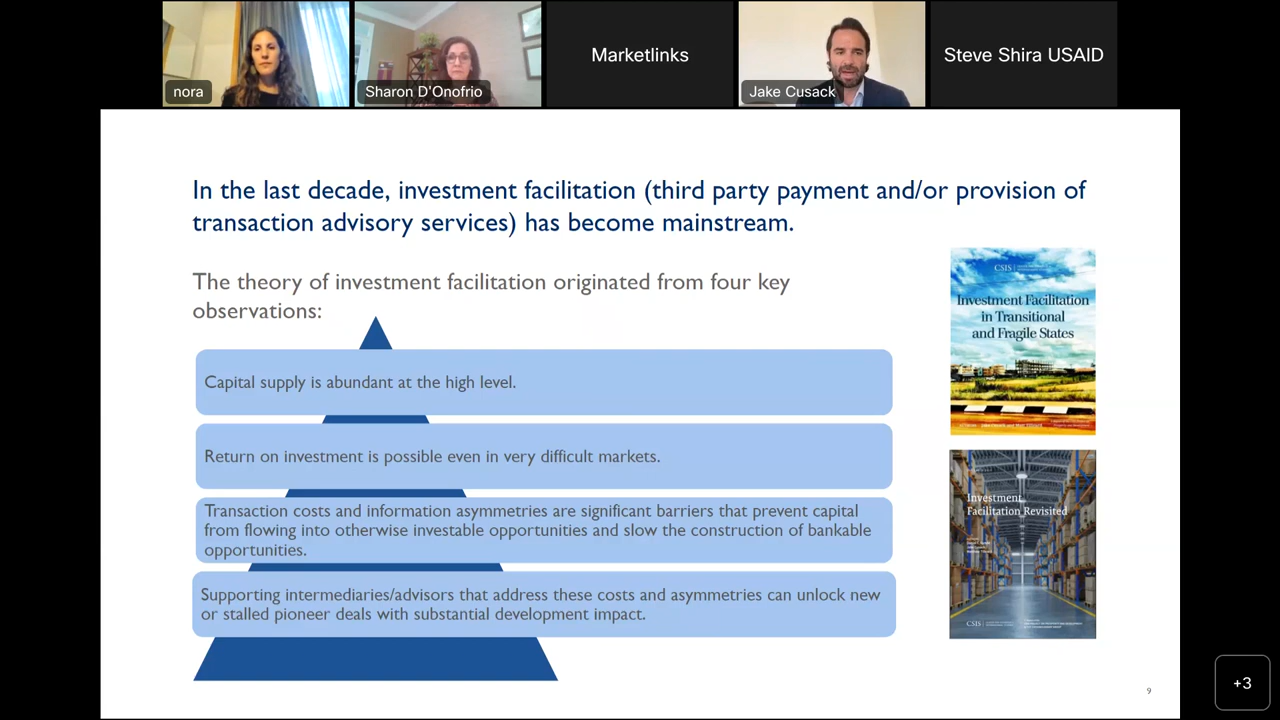 nora
Sharon D'Onofrio
Marketlinks
Jake Cusack
Steve Shira USAID
In the last decade, investment facilitation (third party payment and/or provision of
transaction advisory services) has become mainstream.
The theory of investment facilitation originated from four key
observations:
Capital supply is abundant at the high level.
Return on investment is possible even in very difficult markets.
Transaction costs and information asymmetries are significant barriers that prevent capital
from flowing into otherwise investable opportunities and slow the construction of bankable
opportunities.
Supporting intermediaries/advisors that address these costs and asymmetries can unlock new
or stalled pioneer deals with substantial development impact.
CSIS
Investment Facilitation
in Transitional
and Fragile States
Investment
Facilitation Revisited
CSIS
9
+3